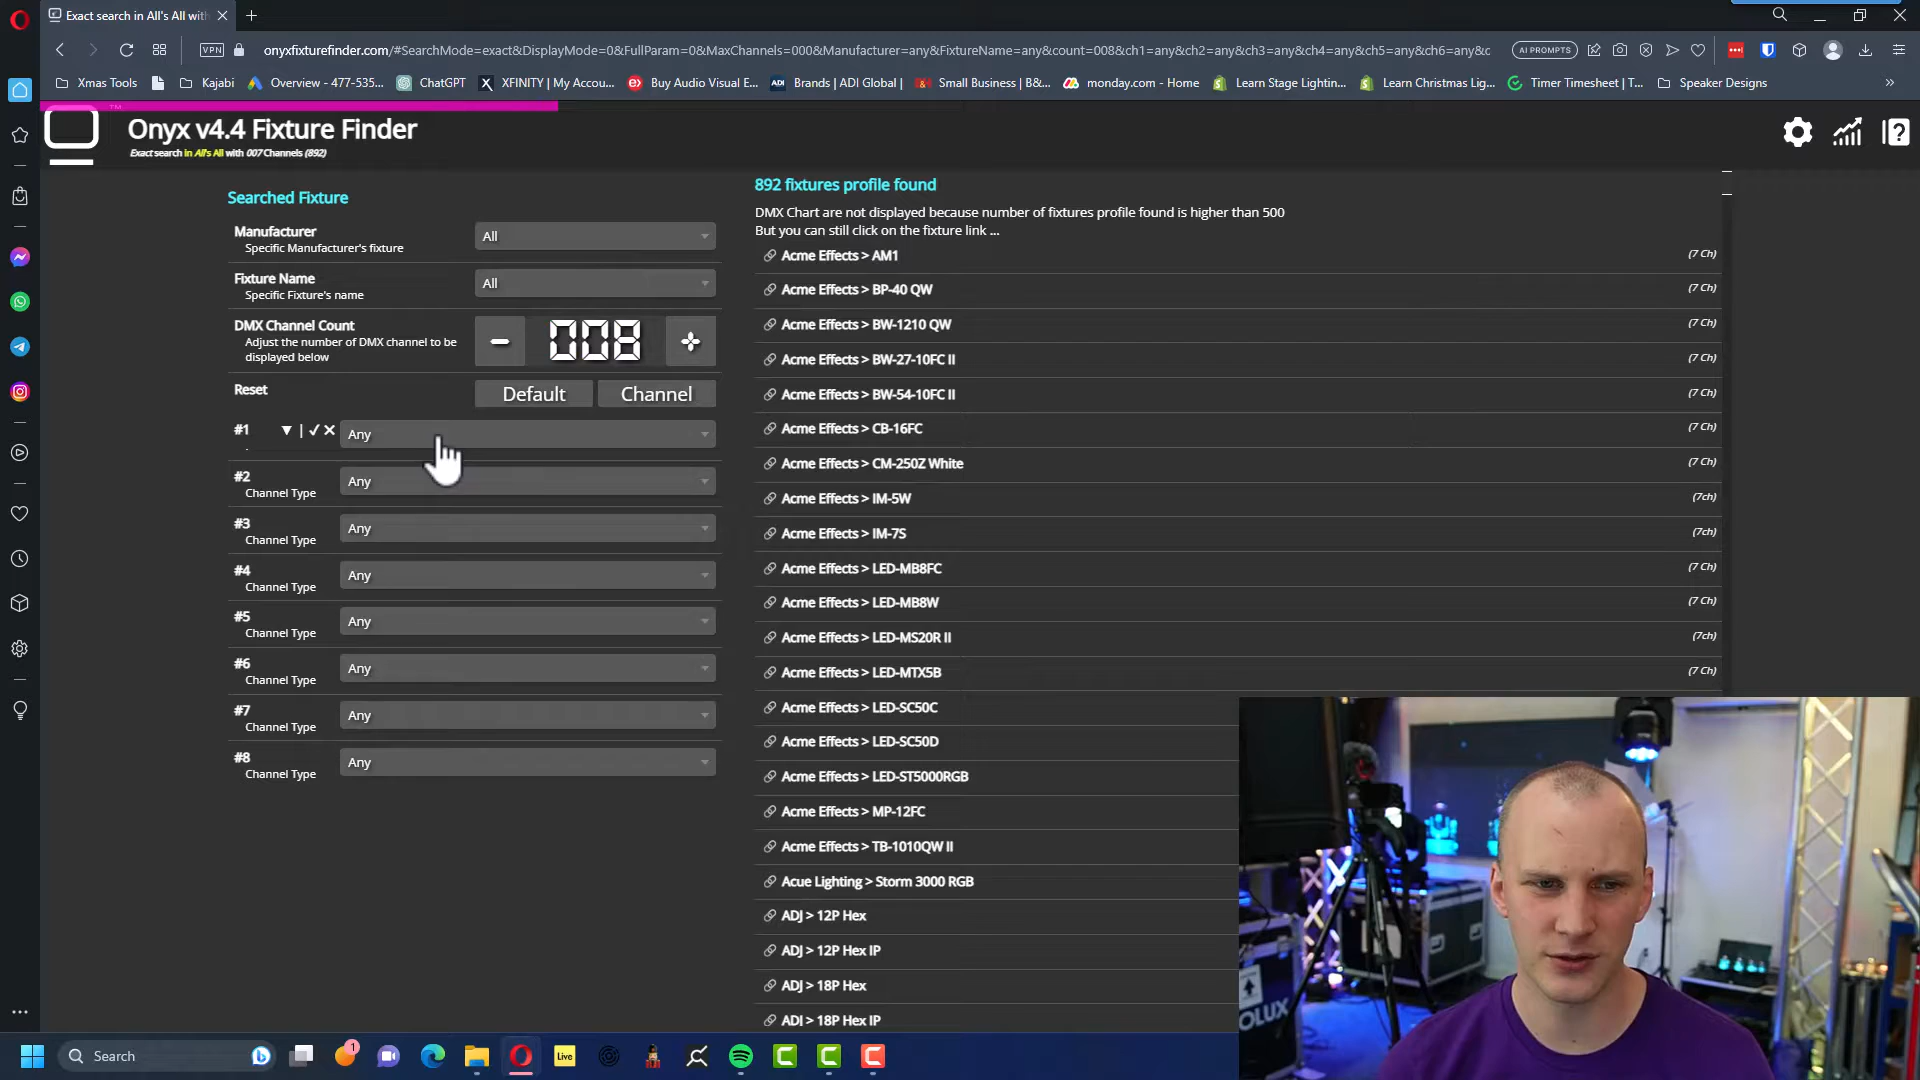 Exact search in All's All with
onyxfixturefinder.com/#SearchMode=exact&DisplayMode=0&FullParam=0&MaxChannels=000&Manufacturer=any&FixtureName=any&count=008&ch1=any&ch2=any&ch3=any&ch4=any&ch5=any&ch6=any&c
VPN
AI PROMPTS
Xmas Tools
Kajabi
Overview - 477-535...
ChatGPT
XFINITY | My Accou...
Buy Audio Visual E...
ADI
Brands | ADI Global |
Small Business | B&...
monday.com - Home
Learn Stage Lightin...
Learn Christmas Lig...
Timer Timesheet | T...
Speaker Designs
TM
Onyx v4.4 Fixture Finder
Exact search in All's All with 007 Channels (892)
Searched Fixture
Manufacturer
Specific Manufacturer's fixture
All
Fixture Name
Specific Fixture's name
All
DMX Channel Count
Adjust the number of DMX channel to be
displayed below
008
Reset
Default
Channel
#1
Any
#2
Channel Type
Any
#3
Channel Type
Any
#4
Channel Type
Any
#5
Channel Type
Any
#6
Channel Type
Any
#7
Channel Type
Any
#8
Channel Type
Any
892 fixtures profile found
DMX Chart are not displayed because number of fixtures profile found is higher than 500
But you can still click on the fixture link ...
Acme Effects > AM1 (7 Ch)
Acme Effects > BP-40 QW (7 Ch)
Acme Effects > BW-1210 QW (7 Ch)
Acme Effects > BW-27-10FC II (7 Ch)
Acme Effects > BW-54-10FC II (7 Ch)
Acme Effects > CB-16FC (7 Ch)
Acme Effects > CM-250Z White (7 Ch)
Acme Effects > IM-5W (7ch)
Acme Effects > IM-7S (7ch)
Acme Effects > LED-MB8FC (7 Ch)
Acme Effects > LED-MB8W (7 Ch)
Acme Effects > LED-MS20R II (7ch)
Acme Effects > LED-MTX5B (7 Ch)
Acme Effects > LED-SC50C
Acme Effects > LED-SC50D
Acme Effects > LED-ST5000RGB
Acme Effects > MP-12FC
Acme Effects > TB-1010QW II
Acue Lighting > Storm 3000 RGB
ADJ > 12P Hex
ADJ > 12P Hex IP
ADJ > 18P Hex
ADJ > 18P Hex IP
OLUX
Search
1
Live